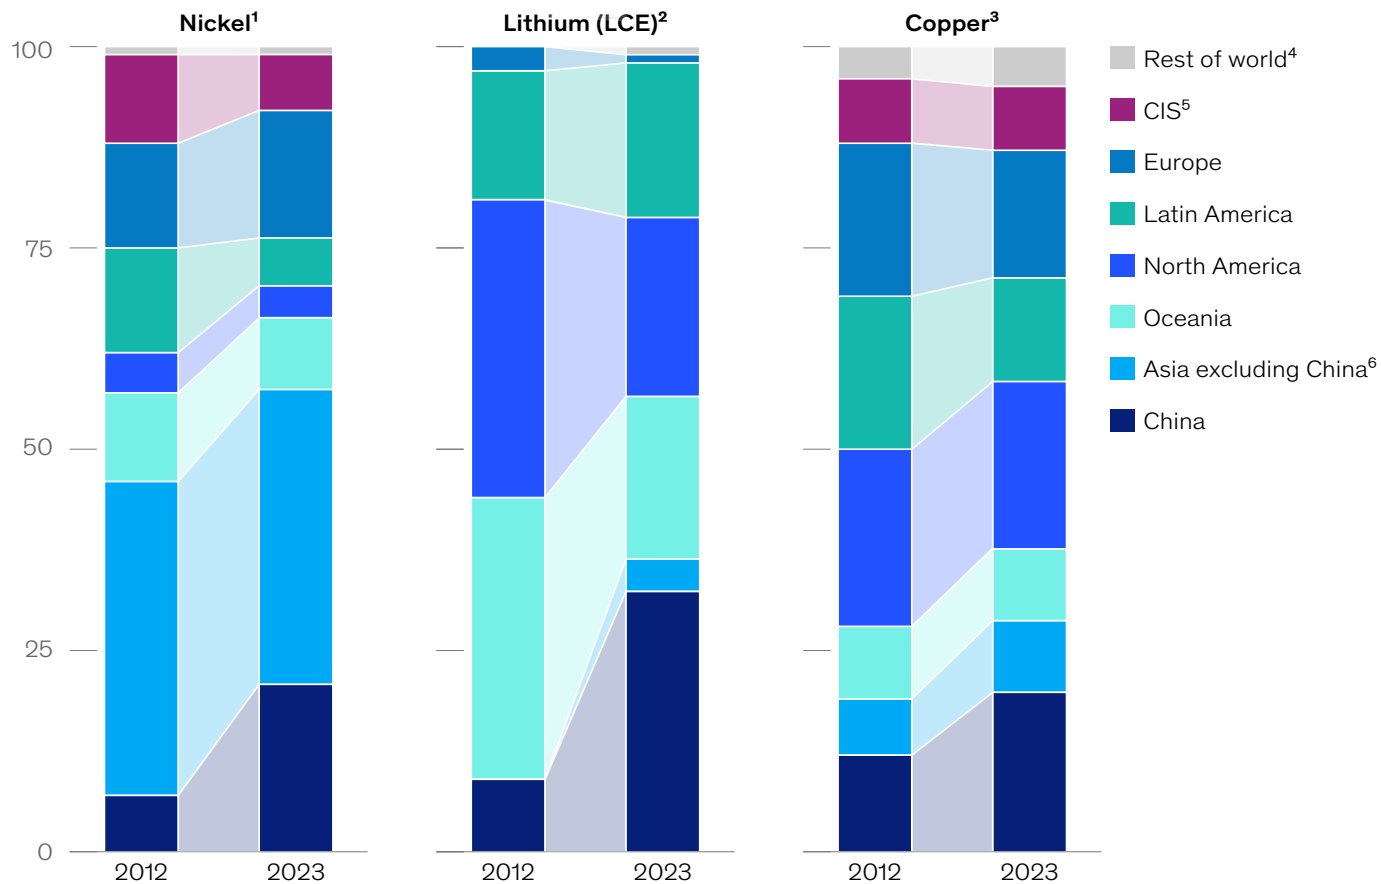 Nickel¹
Lithium (LCE)²
Copper³
100
75
50
25
0
2012
2023
2012
2023
2012
2023
Rest of world⁴
CIS⁵
Europe
Latin America
North America
Oceania
Asia excluding China⁶
China